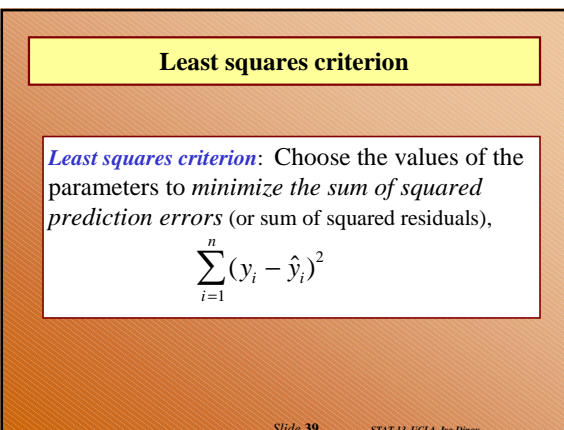 Least squares criterion
Least squares criterion: Choose the values of the
parameters to minimize the sum of squared
prediction errors (or sum of squared residuals),
n
∑(yᵢ − ŷᵢ)²
i=1
Slide 39 STAT 13, UCLA, Ivo Dinov